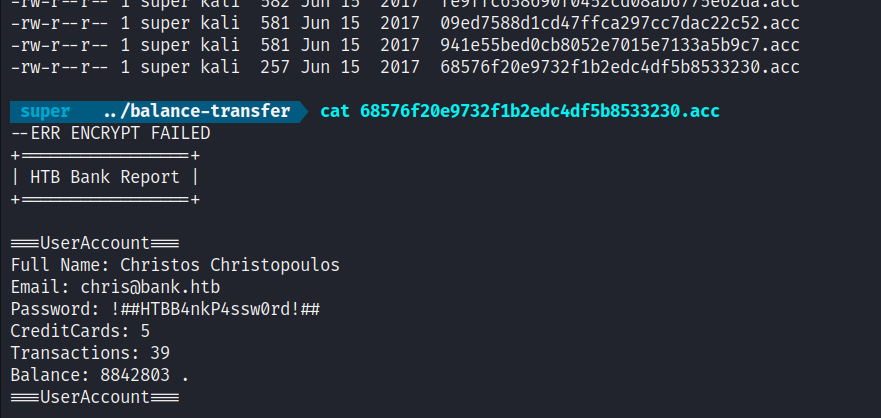 -rw-r--r-- 1 super kali 582 Jun 15 2017 fe9ffc658690f0452cd08ab6775e62da.acc
-rw-r--r-- 1 super kali 581 Jun 15 2017 09ed7588d1cd47ffca297cc7dac22c52.acc
-rw-r--r-- 1 super kali 581 Jun 15 2017 941e55bed0cb8052e7015e7133a5b9c7.acc
-rw-r--r-- 1 super kali 257 Jun 15 2017 68576f20e9732f1b2edc4df5b8533230.acc
super ../balance-transfer cat 68576f20e9732f1b2edc4df5b8533230.acc
--ERR ENCRYPT FAILED
+=================+
| HTB Bank Report |
+=================+
===UserAccount===
Full Name: Christos Christopoulos
Email: chris@bank.htb
Password: !##HTBB4nkP4ssw0rd!##
CreditCards: 5
Transactions: 39
Balance: 8842803 .
===UserAccount===